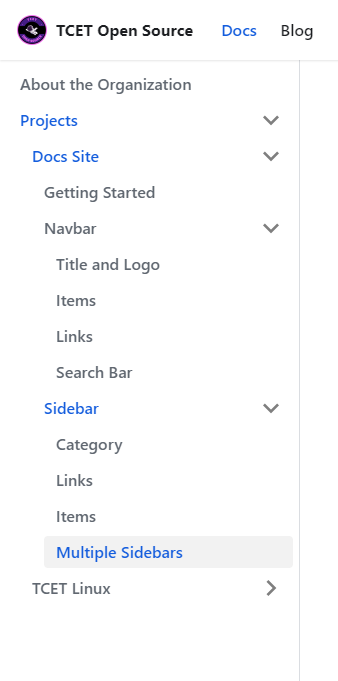 TCET Open Source Docs Blog
About the Organization
Projects
Docs Site
Getting Started
Navbar
Title and Logo
Items
Links
Search Bar
Sidebar
Category
Links
Items
Multiple Sidebars
TCET Linux